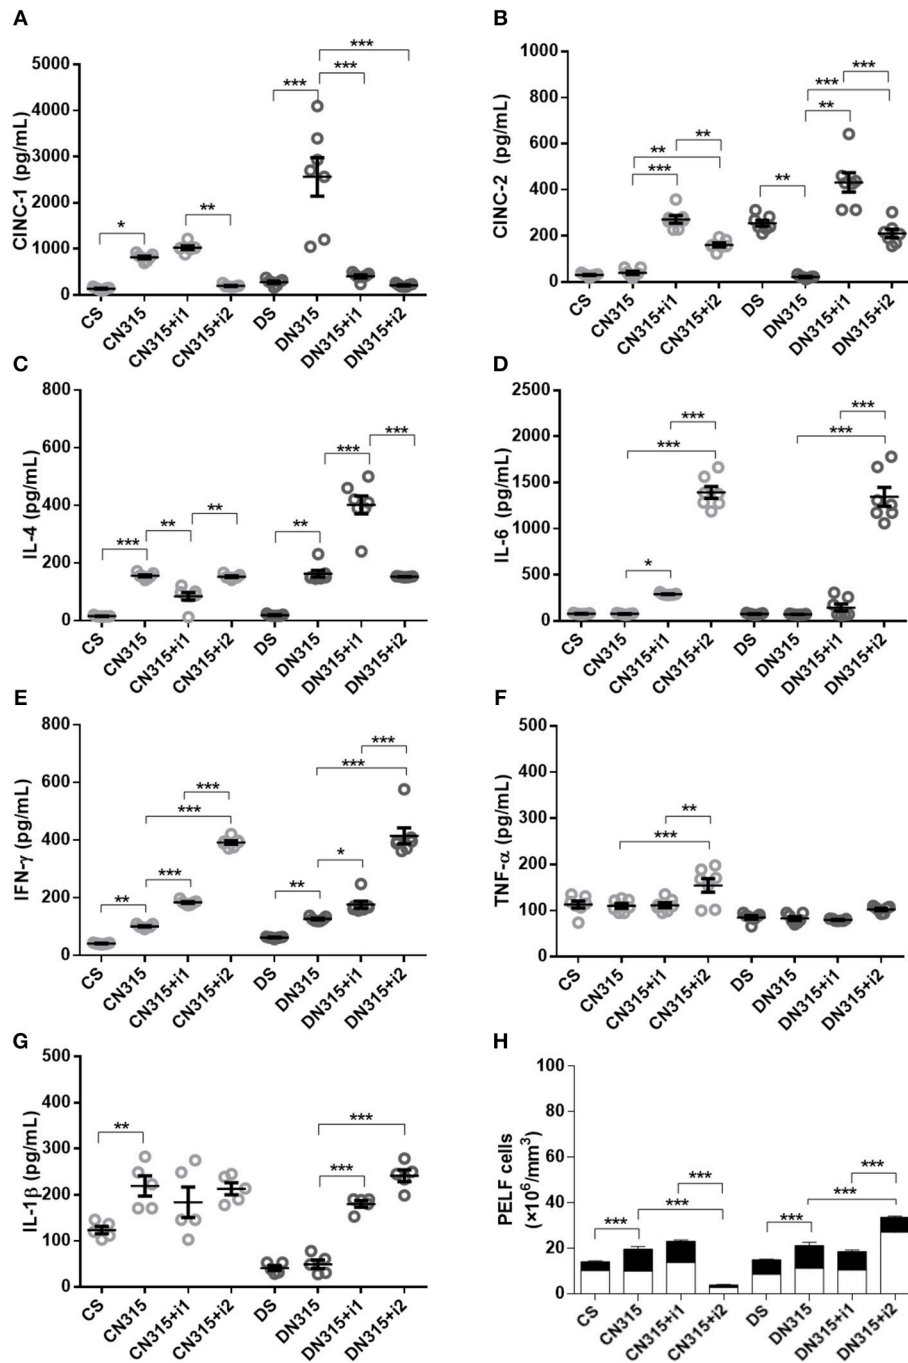 A
CINC-1 (pg/mL)
5000
4000
3000
2000
1000
0
*
**
***
***
***
CS
CN315
CN315+i1
CN315+i2
DS
DN315
DN315+i1
DN315+i2
B
CINC-2 (pg/mL)
1000
800
600
400
200
0
**
**
***
**
***
***
**
CS
CN315
CN315+i1
CN315+i2
DS
DN315
DN315+i1
DN315+i2
C
IL-4 (pg/mL)
800
600
400
200
0
***
**
**
**
***
***
CS
CN315
CN315+i1
CN315+i2
DS
DN315
DN315+i1
DN315+i2
D
IL-6 (pg/mL)
2500
2000
1500
1000
500
0
***
***
*
***
***
CS
CN315
CN315+i1
CN315+i2
DS
DN315
DN315+i1
DN315+i2
E
IFN-γ (pg/mL)
800
600
400
200
0
**
***
***
***
**
*
***
***
CS
CN315
CN315+i1
CN315+i2
DS
DN315
DN315+i1
DN315+i2
F
TNF-α (pg/mL)
500
400
300
200
100
0
**
***
CS
CN315
CN315+i1
CN315+i2
DS
DN315
DN315+i1
DN315+i2
G
IL-1β (pg/mL)
500
400
300
200
100
0
**
***
***
CS
CN315
CN315+i1
CN315+i2
DS
DN315
DN315+i1
DN315+i2
H
PELF cells
(×10⁶/mm³)
100
80
60
40
20
0
***
***
***
***
***
***
CS
CN315
CN315+i1
CN315+i2
DS
DN315
DN315+i1
DN315+i2